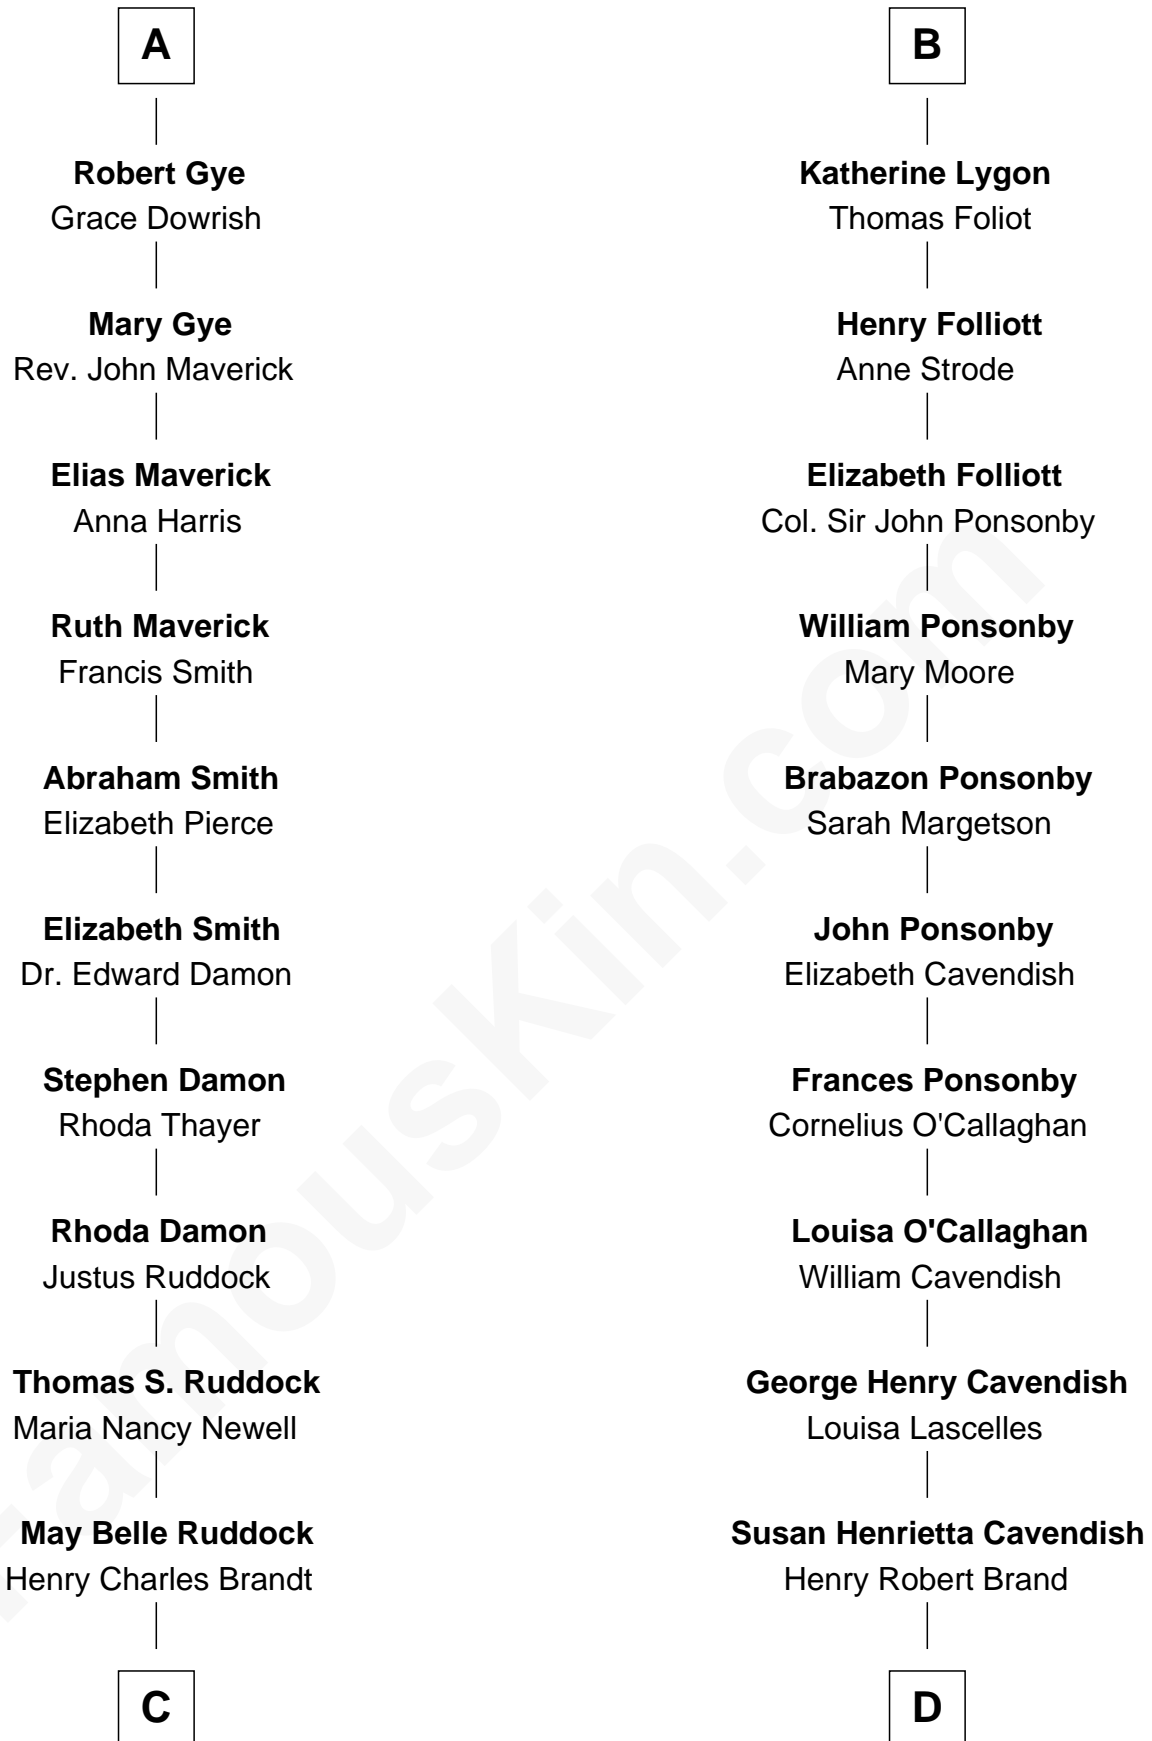 A
Robert Gye
Grace Dowrish
Mary Gye
Rev. John Maverick
Elias Maverick
Anna Harris
Ruth Maverick
Francis Smith
Abraham Smith
Elizabeth Pierce
Elizabeth Smith
Dr. Edward Damon
Stephen Damon
Rhoda Thayer
Rhoda Damon
Justus Ruddock
Thomas S. Ruddock
Maria Nancy Newell
May Belle Ruddock
Henry Charles Brandt
C
B
Katherine Lygon
Thomas Foliot
Henry Folliott
Anne Strode
Elizabeth Folliott
Col. Sir John Ponsonby
William Ponsonby
Mary Moore
Brabazon Ponsonby
Sarah Margetson
John Ponsonby
Elizabeth Cavendish
Frances Ponsonby
Cornelius O'Callaghan
Louisa O'Callaghan
William Cavendish
George Henry Cavendish
Louisa Lascelles
Susan Henrietta Cavendish
Henry Robert Brand
D
FamousKin.com